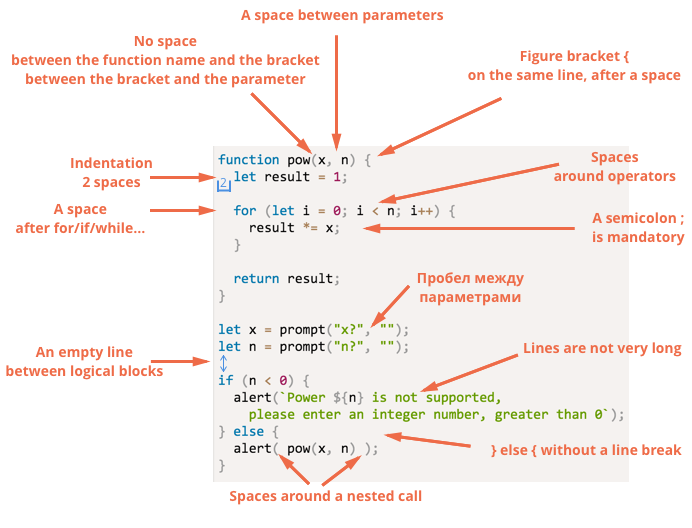 A space between parameters
No space
between the function name and the bracket
between the bracket and the parameter
Figure bracket {
on the same line, after a space
Indentation
2 spaces
A space
after for/if/while...
Spaces
around operators
A semicolon ;
is mandatory
function pow(x, n) {
2
let result = 1;
for (let i = 0; i < n; i++) {
result *= x;
}
return result;
}
Пробел между
параметрами
let x = prompt("x?", "");
let n = prompt("n?", "");
An empty line
between logical blocks
Lines are not very long
if (n < 0) {
alert(`Power ${n} is not supported,
please enter an integer number, greater than 0`);
} else {
alert( pow(x, n) );
}
} else { without a line break
Spaces around a nested call